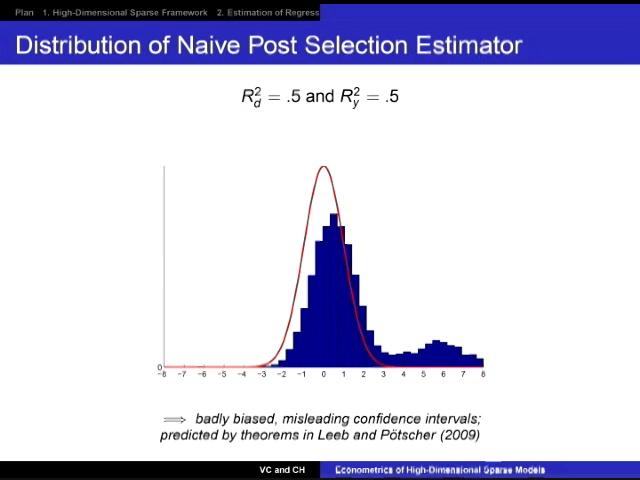 Plan 1. High-Dimensional Sparse Framework 2. Estimation of Regress
Distribution of Naive Post Selection Estimator
R²d = .5 and R²y = .5
0
−8 −7 −6 −5 −4 −3 −2 −1 0 1 2 3 4 5 6 7 8
⟹ badly biased, misleading confidence intervals;
predicted by theorems in Leeb and Pötscher (2009)
VC and CH Econometrics of High-Dimensional Sparse Models